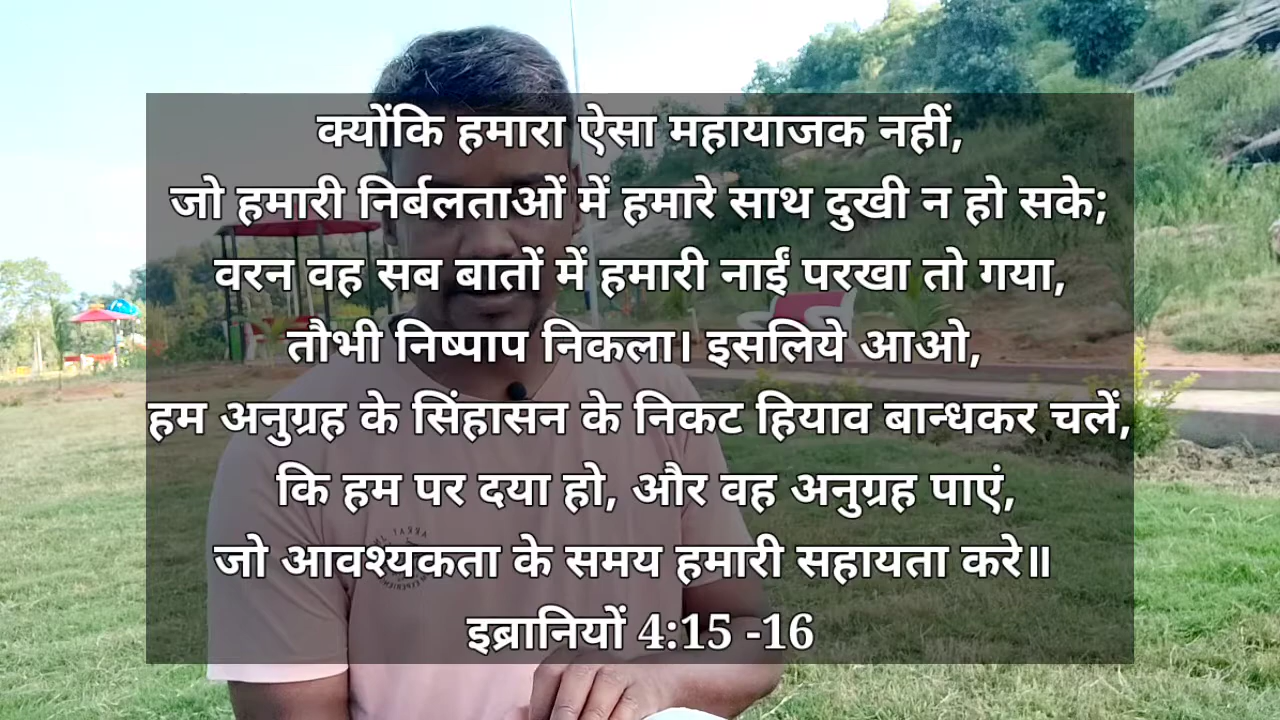 क्योंकि हमारा ऐसा महायाजक नहीं,
जो हमारी निर्बलताओं में हमारे साथ दुखी न हो सके;
वरन वह सब बातों में हमारी नाईं परखा तो गया,
तौभी निष्पाप निकला। इसलिये आओ,
हम अनुग्रह के सिंहासन के निकट हियाव बान्धकर चलें,
कि हम पर दया हो, और वह अनुग्रह पाएं,
जो आवश्यकता के समय हमारी सहायता करे॥
इब्रानियों 4:15 -16